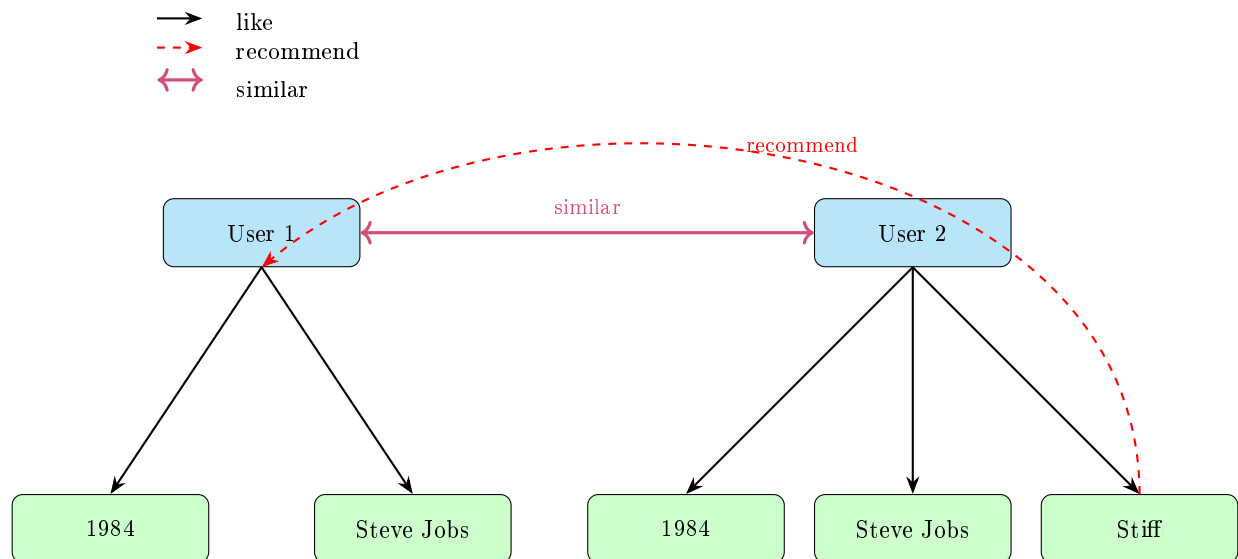 like
recommend
similar
recommend
similar
User 1
User 2
1984
Steve Jobs
1984
Steve Jobs
Stiff